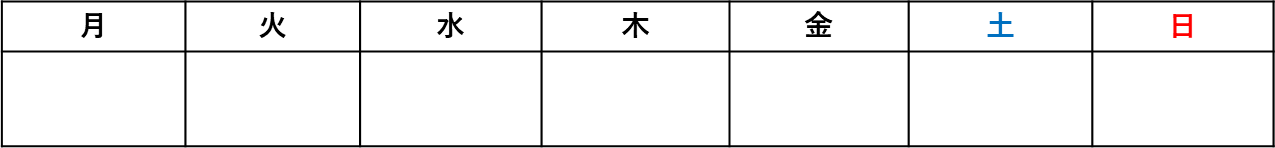 月 火 水 木 金 土 日